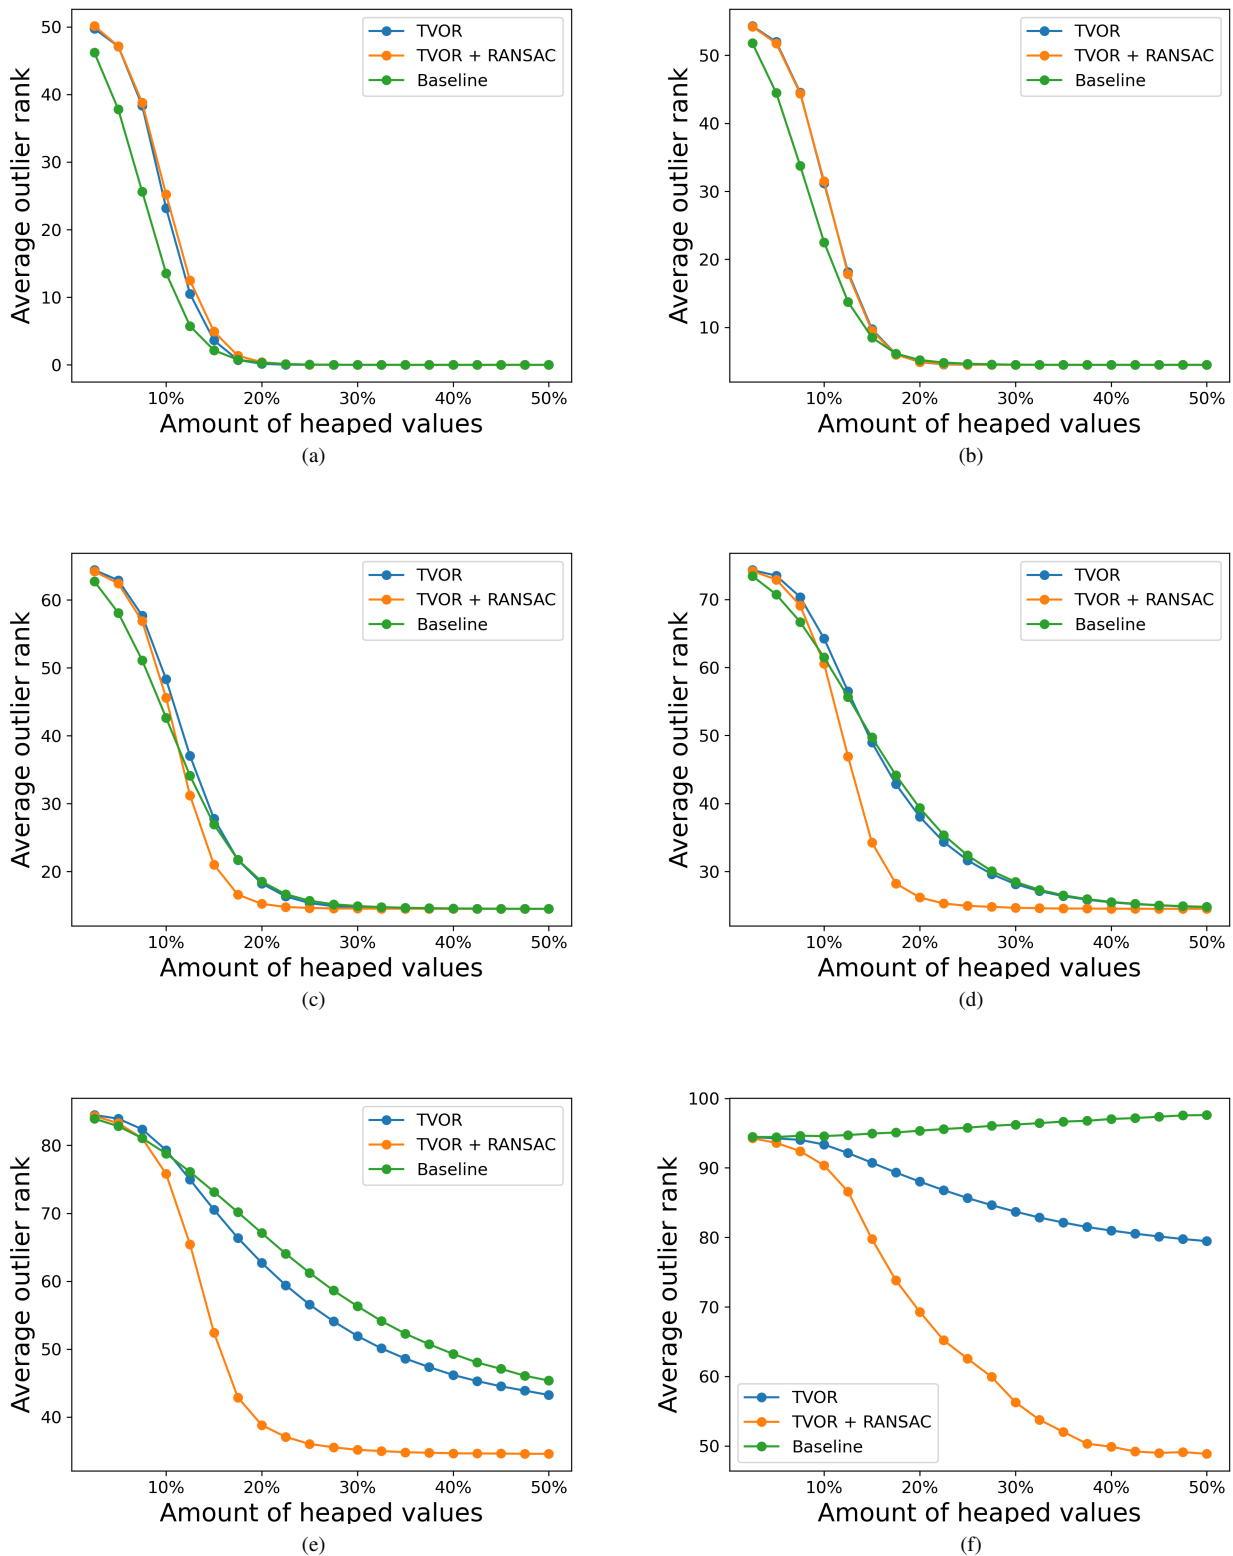 50
40
30
20
10
0
Average outlier rank
TVOR
TVOR + RANSAC
Baseline
10% 20% 30% 40% 50%
Amount of heaped values
(a)
50
40
30
20
10
Average outlier rank
TVOR
TVOR + RANSAC
Baseline
10% 20% 30% 40% 50%
Amount of heaped values
(b)
60
50
40
30
20
Average outlier rank
TVOR
TVOR + RANSAC
Baseline
10% 20% 30% 40% 50%
Amount of heaped values
(c)
70
60
50
40
30
Average outlier rank
TVOR
TVOR + RANSAC
Baseline
10% 20% 30% 40% 50%
Amount of heaped values
(d)
80
70
60
50
40
Average outlier rank
TVOR
TVOR + RANSAC
Baseline
10% 20% 30% 40% 50%
Amount of heaped values
(e)
100
90
80
70
60
50
Average outlier rank
TVOR
TVOR + RANSAC
Baseline
10% 20% 30% 40% 50%
Amount of heaped values
(f)